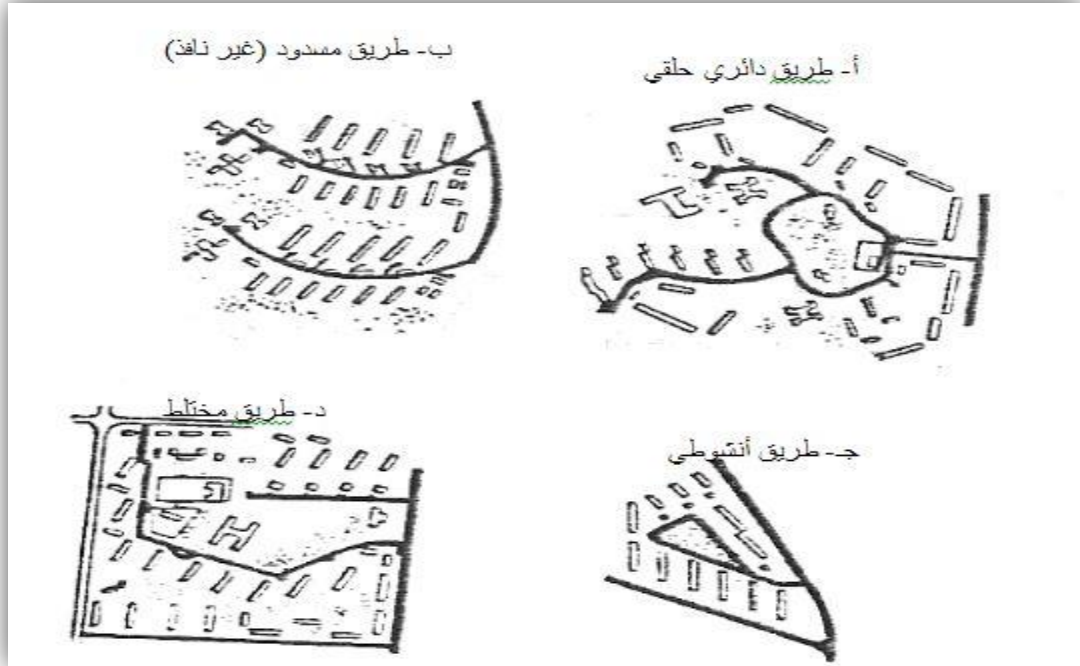 أ- طريق دائري حلقي
ب- طريق مسدود (غير نافذ)
جـ- طريق أنشوطي
د- طريق مختلط